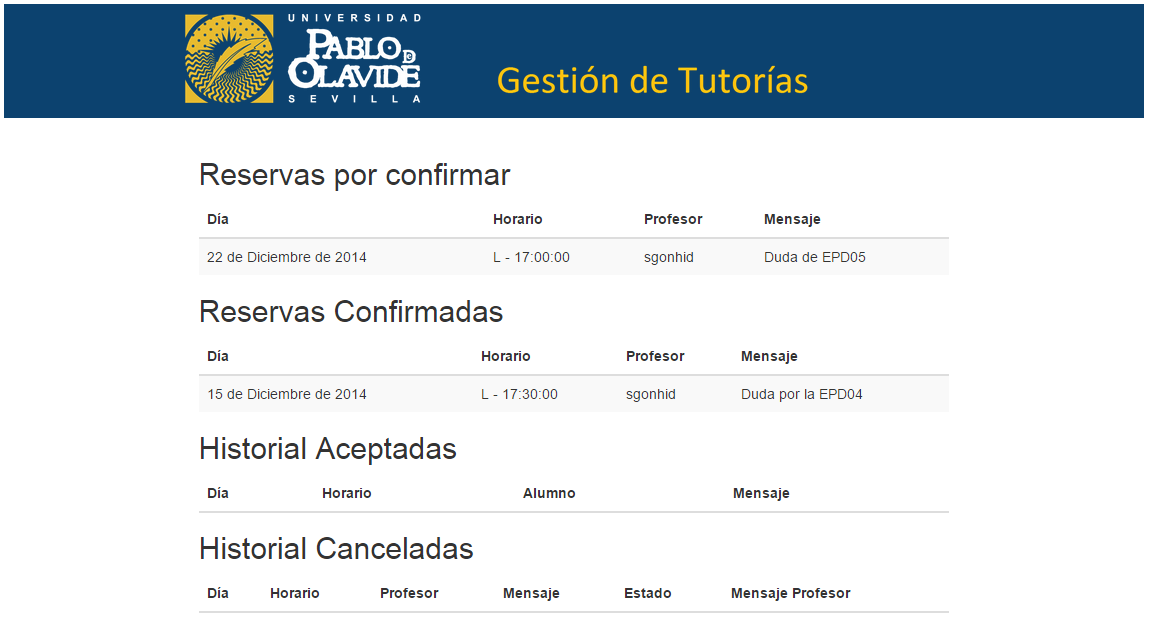 UNIVERSIDAD
PABLO DE
OLAVIDE
SEVILLA
Gestión de Tutorías
Reservas por confirmar
Día Horario Profesor Mensaje
22 de Diciembre de 2014 L - 17:00:00 sgonhid Duda de EPD05
Reservas Confirmadas
Día Horario Profesor Mensaje
15 de Diciembre de 2014 L - 17:30:00 sgonhid Duda por la EPD04
Historial Aceptadas
Día Horario Alumno Mensaje
Historial Canceladas
Día Horario Profesor Mensaje Estado Mensaje Profesor